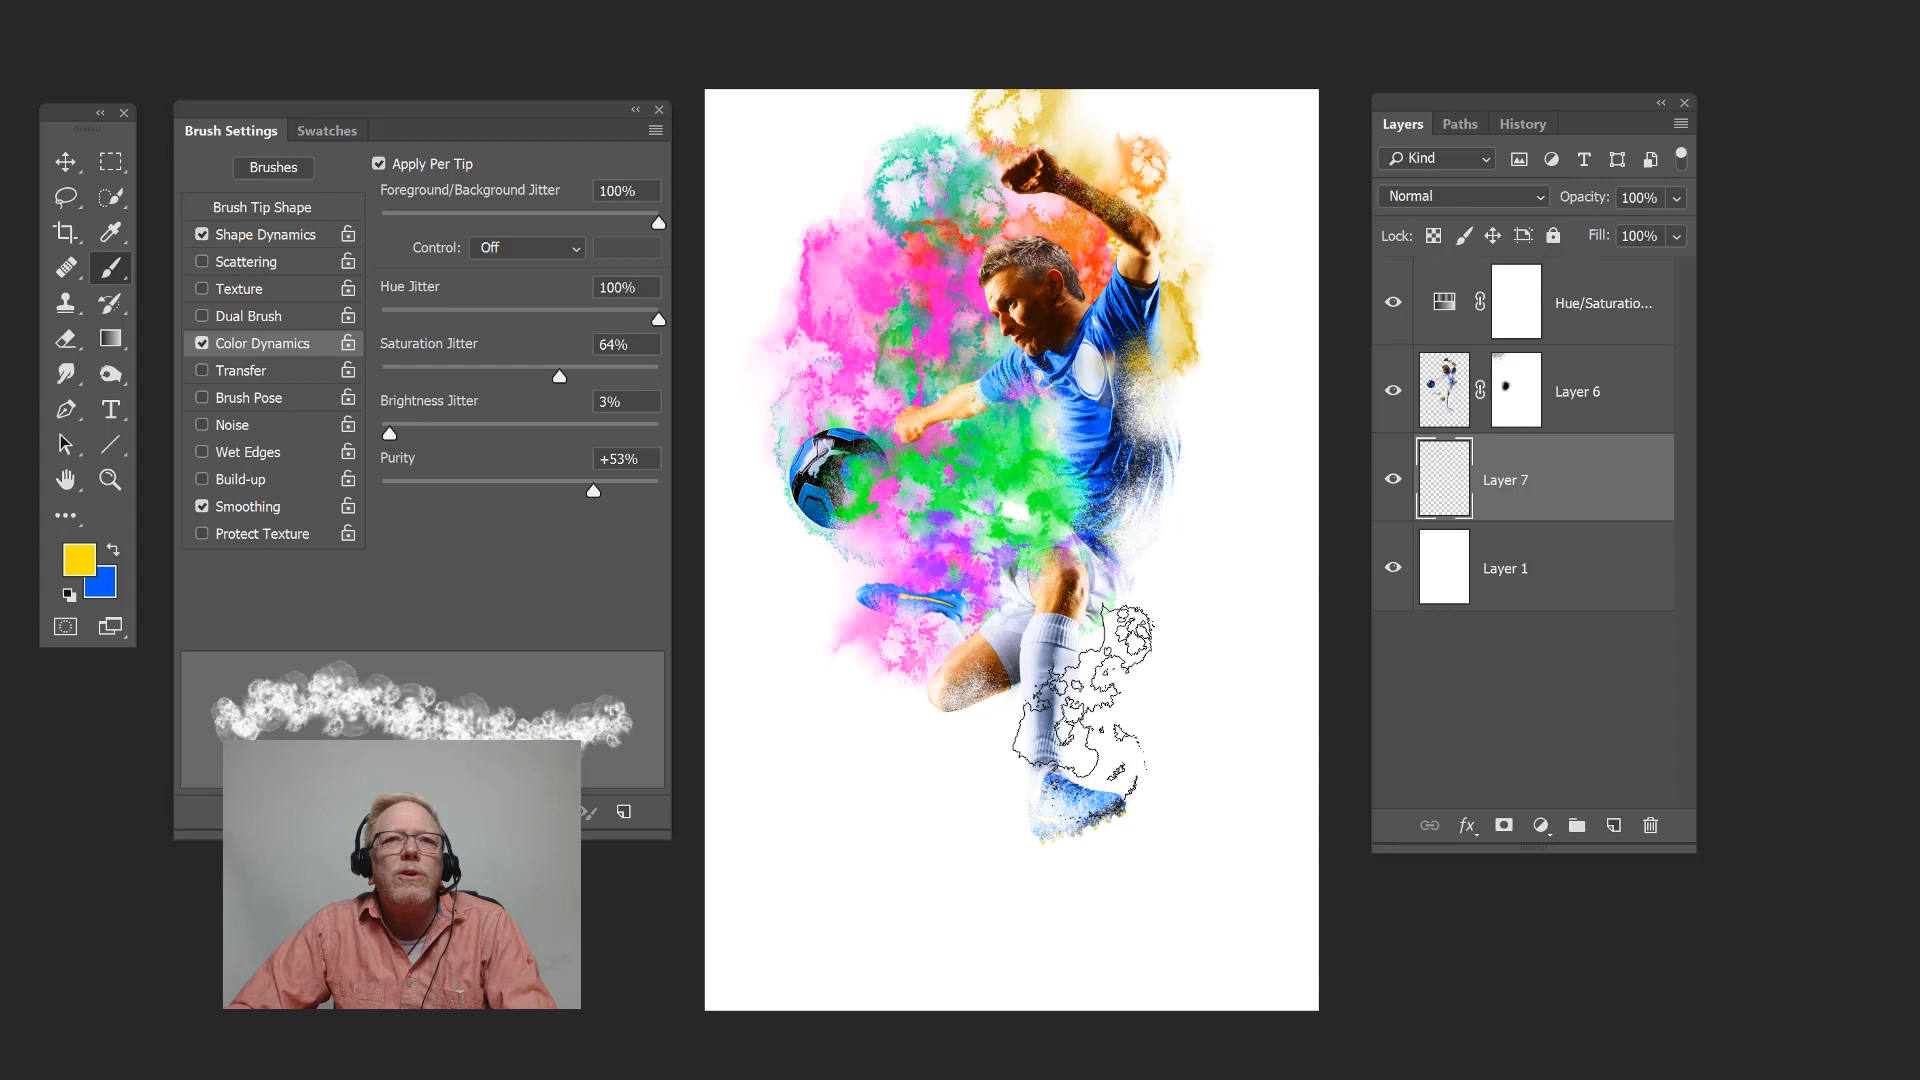 Brush Settings
Swatches
Brushes
Brush Tip Shape
Shape Dynamics
Scattering
Texture
Dual Brush
Color Dynamics
Transfer
Brush Pose
Noise
Wet Edges
Build-up
Smoothing
Protect Texture
Apply Per Tip
Foreground/Background Jitter 100%
Control: Off
Hue Jitter 100%
Saturation Jitter 64%
Brightness Jitter 3%
Purity +53%
Layers Paths History
Kind
Normal Opacity: 100%
Lock: Fill: 100%
Hue/Saturatio...
Layer 6
Layer 7
Layer 1
fx